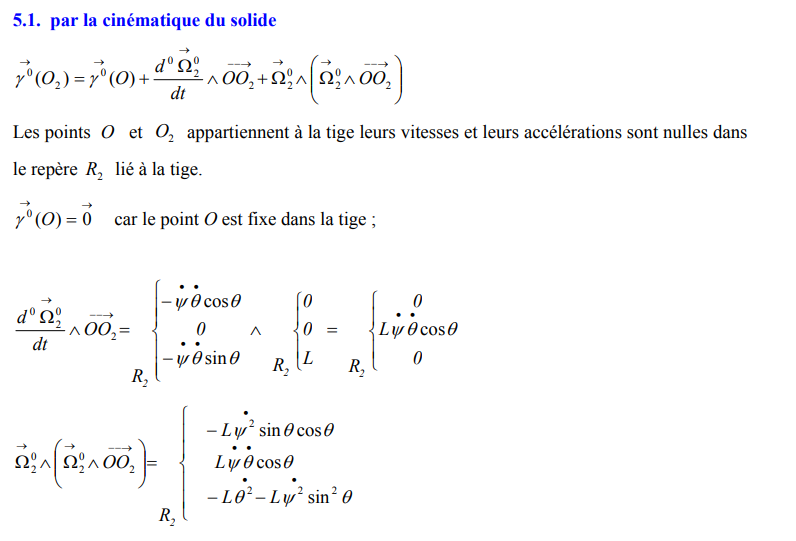 5.1. par la cinématique du solide
$\vec{\gamma^0}(O_2) = \vec{\gamma^0}(O) + \frac{d^0 \vec{\Omega}_2^0}{dt} \wedge \overrightarrow{OO_2} + \vec{\Omega}_2^0 \wedge \left( \vec{\Omega}_2^0 \wedge \overrightarrow{OO_2} \right)$
Les points $O$ et $O_2$ appartiennent à la tige leurs vitesses et leurs accélérations sont nulles dans
le repère $R_2$ lié à la tige.
$\vec{\gamma^0}(O) = \vec{0}$ car le point $O$ est fixe dans la tige ;
$\frac{d^0 \vec{\Omega}_2^0}{dt} \wedge \overrightarrow{OO_2} = {}_{R_2}\begin{cases} -\dot{\psi}\dot{\theta}\cos\theta \\ 0 \\ -\dot{\psi}\dot{\theta}\sin\theta \end{cases} \wedge {}_{R_2}\begin{cases} 0 \\ 0 \\ L \end{cases} = {}_{R_2}\begin{cases} 0 \\ L\dot{\psi}\dot{\theta}\cos\theta \\ 0 \end{cases}$
$\vec{\Omega}_2^0 \wedge \left( \vec{\Omega}_2^0 \wedge \overrightarrow{OO_2} \right) = {}_{R_2}\begin{cases} -L\dot{\psi}^2 \sin\theta\cos\theta \\ L\dot{\psi}\dot{\theta}\cos\theta \\ -L\dot{\theta}^2 - L\dot{\psi}^2 \sin^2\theta \end{cases}$